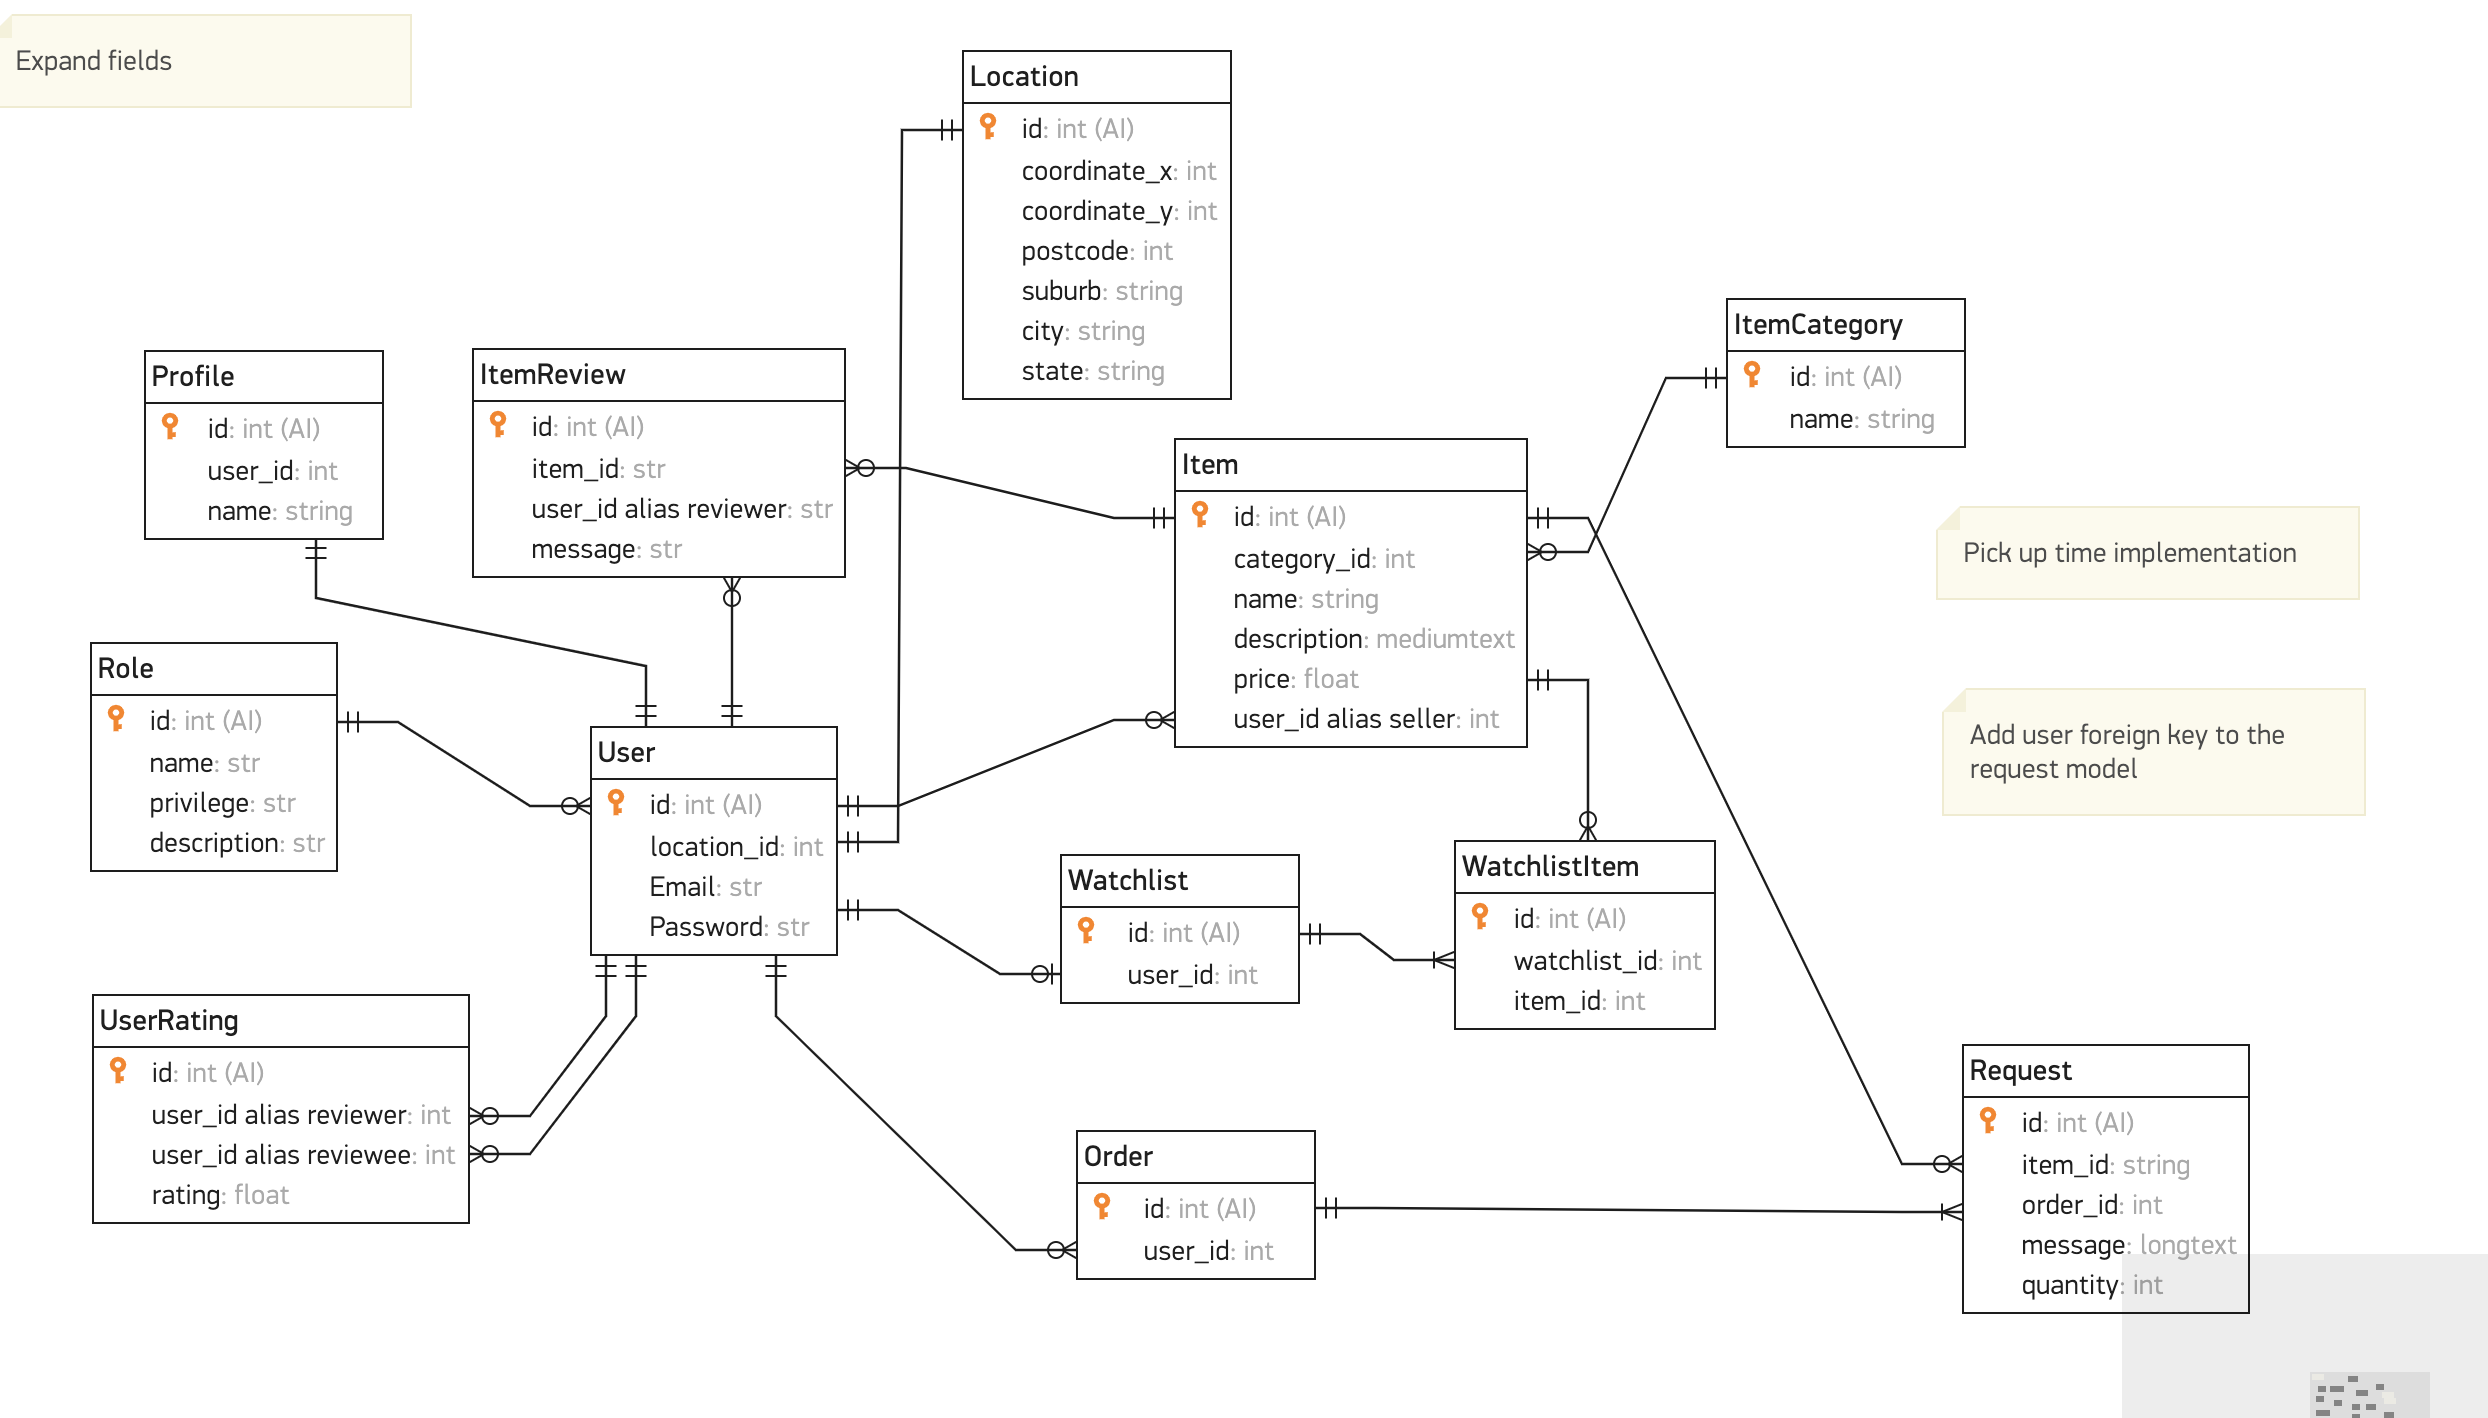 Expand fields
Location
id: int (AI)
coordinate_x: int
coordinate_y: int
postcode: int
suburb: string
city: string
state: string
ItemCategory
id: int (AI)
name: string
Profile
id: int (AI)
user_id: int
name: string
ItemReview
id: int (AI)
item_id: str
user_id alias reviewer: str
message: str
Item
id: int (AI)
category_id: int
name: string
description: mediumtext
price: float
user_id alias seller: int
Pick up time implementation
Add user foreign key to the
request model
Role
id: int (AI)
name: str
privilege: str
description: str
User
id: int (AI)
location_id: int
Email: str
Password: str
Watchlist
id: int (AI)
user_id: int
WatchlistItem
id: int (AI)
watchlist_id: int
item_id: int
UserRating
id: int (AI)
user_id alias reviewer: int
user_id alias reviewee: int
rating: float
Order
id: int (AI)
user_id: int
Request
id: int (AI)
item_id: string
order_id: int
message: longtext
quantity: int